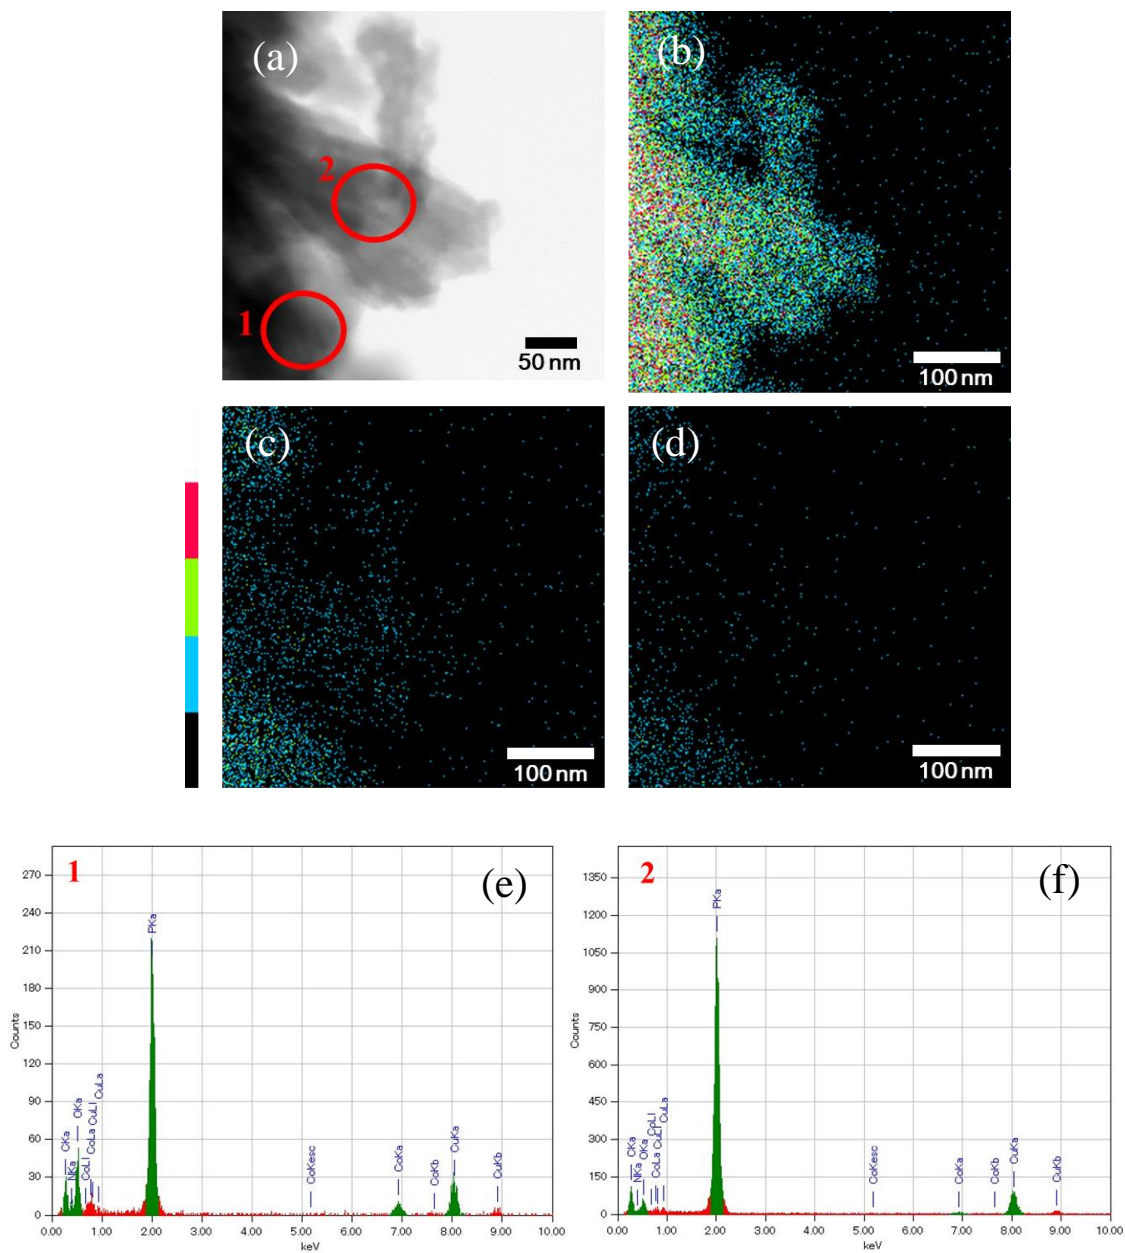 (a)
2
1
50 nm
(b)
100 nm
(c)
100 nm
(d)
100 nm
1
(e)
270
240
210
180
150
120
90
60
30
0
Counts
CKa
NKa
OKa
CoLl
CoLa
CuLl
CuLa
PKa
CoKesc
CoKa
CoKb
CuKa
CuKb
0.00 1.00 2.00 3.00 4.00 5.00 6.00 7.00 8.00 9.00 10.00
keV
2
(f)
1350
1200
1050
900
750
600
450
300
150
0
Counts
CKa
NKa
OKa
CoLl
CoLa
CuLl
CuLa
PKa
CoKesc
CoKa
CoKb
CuKa
CuKb
0.00 1.00 2.00 3.00 4.00 5.00 6.00 7.00 8.00 9.00 10.00
keV